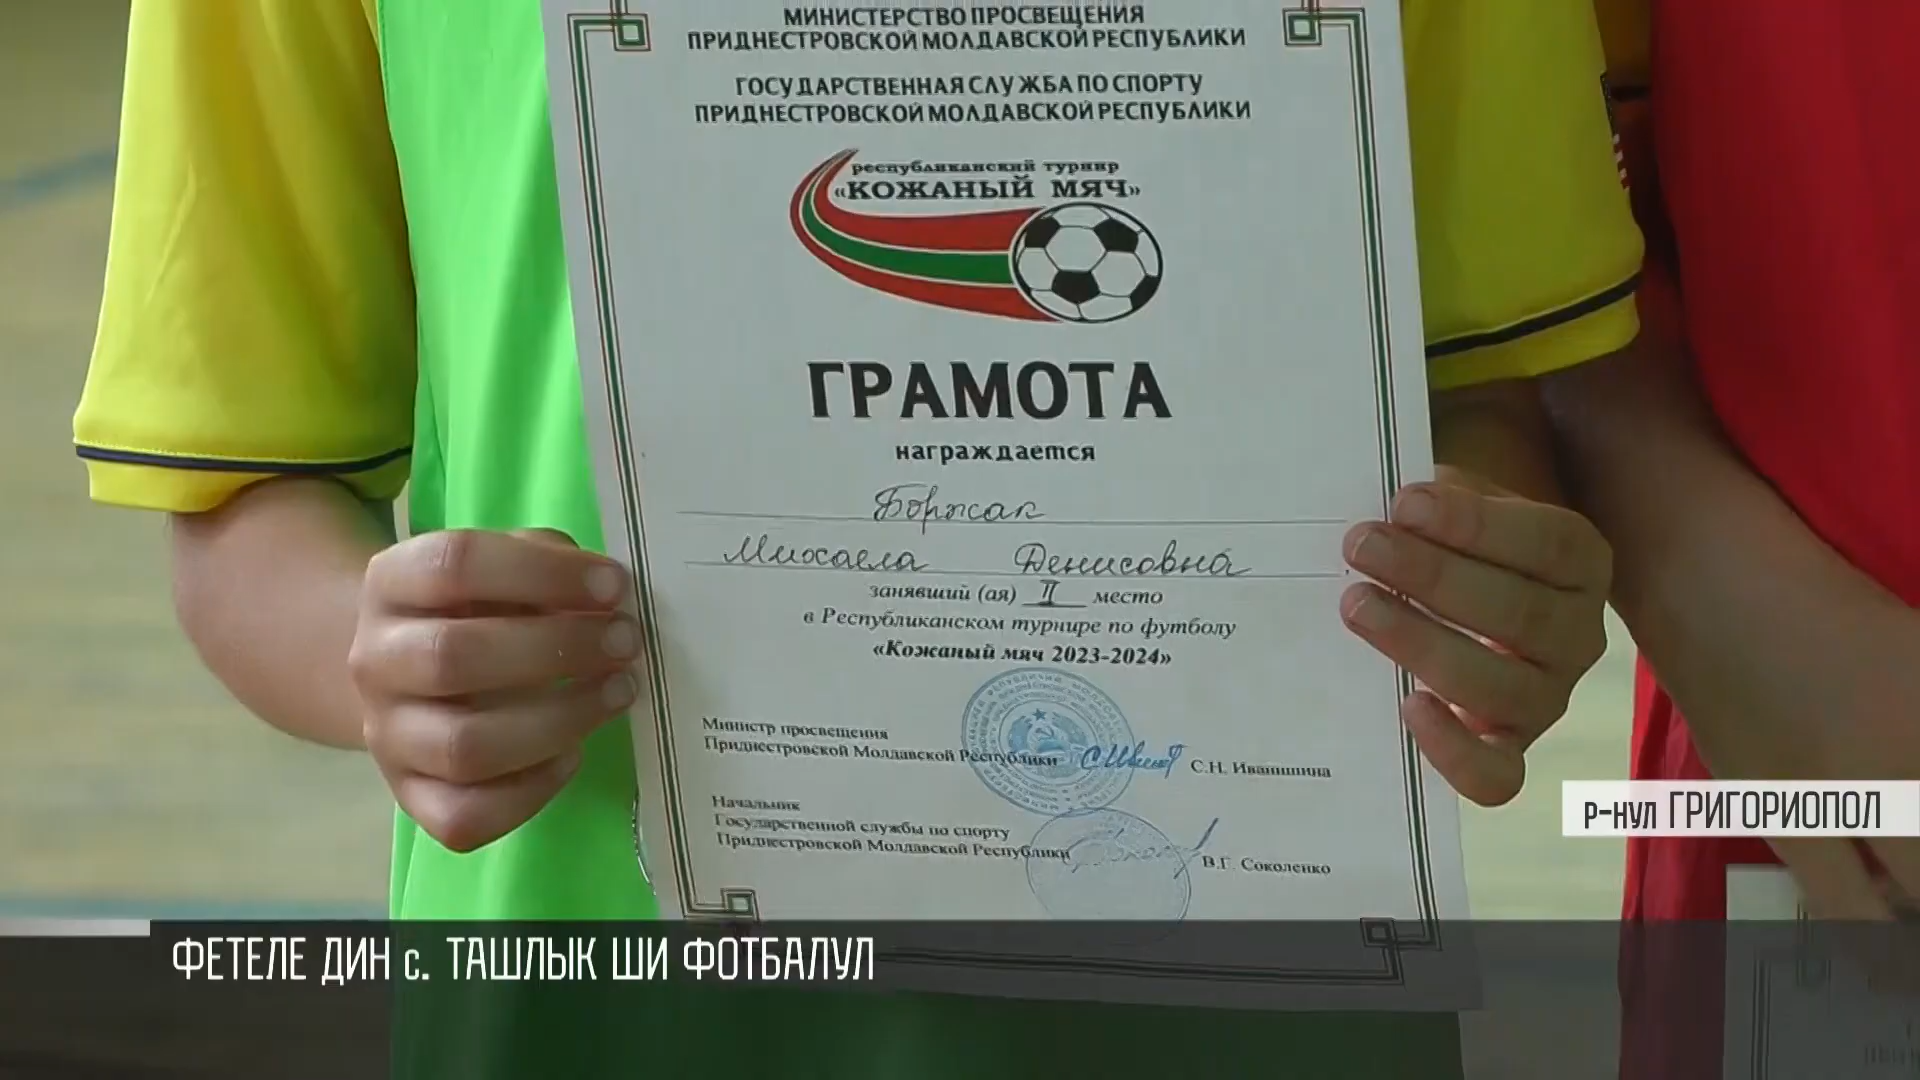 МИНИСТЕРСТВО ПРОСВЕЩЕНИЯ
ПРИДНЕСТРОВСКОЙ МОЛДАВСКОЙ РЕСПУБЛИКИ
ГОСУДАРСТВЕННАЯ СЛУЖБА ПО СПОРТУ
ПРИДНЕСТРОВСКОЙ МОЛДАВСКОЙ РЕСПУБЛИКИ
республиканский турнир
«КОЖАНЫЙ МЯЧ»
ГРАМОТА
награждается
Боржак
Михаела Денисовна
занявший (ая) II место
в Республиканском турнире по футболу
«Кожаный мяч 2023-2024»
Министр просвещения
Приднестровской Молдавской Республики С.Н. Иванишина
Начальник
Государственной службы по спорту
Приднестровской Молдавской Республики В.Г. Соколенко
р-нул ГРИГОРИОПОЛ
ФЕТЕЛЕ ДИН с. ТАШЛЫК ШИ ФОТБАЛУЛ